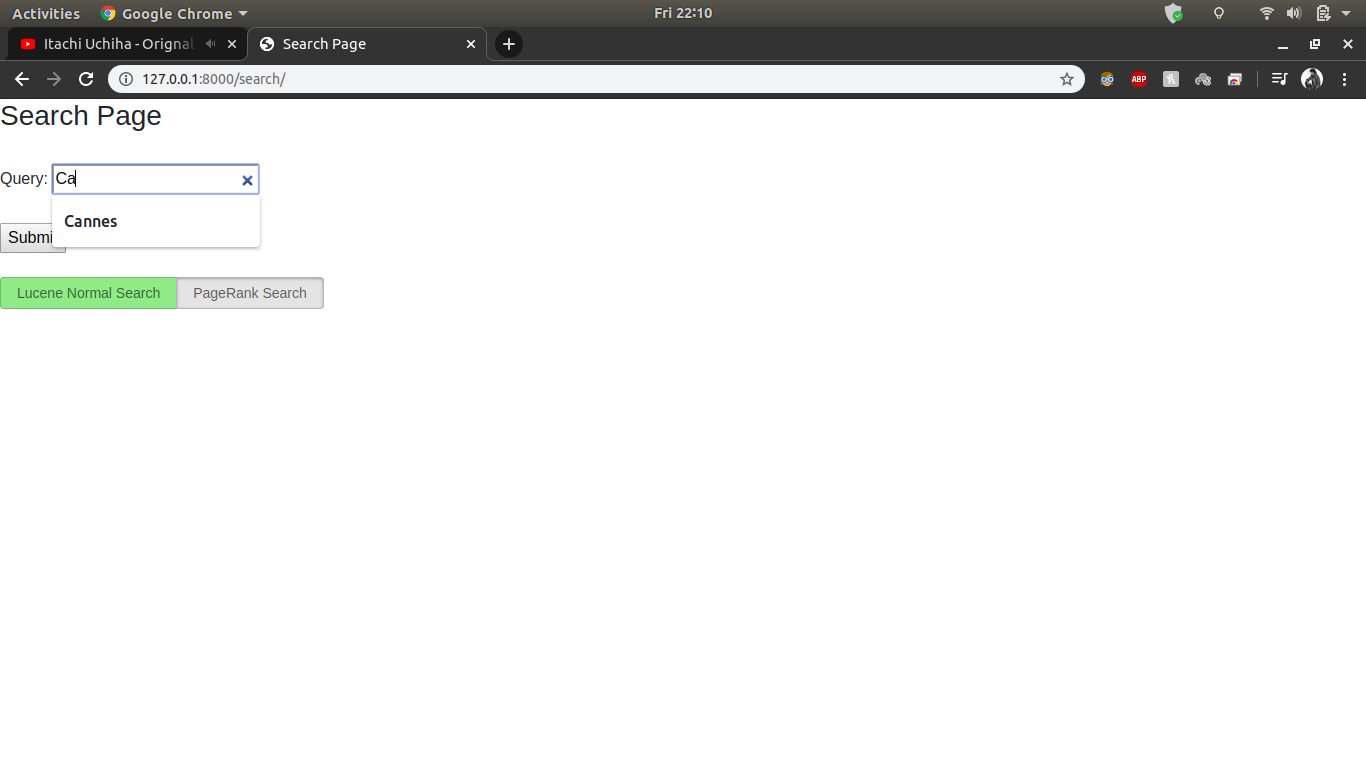 Activities Google Chrome Fri 22:10
Itachi Uchiha - Orignal Search Page
127.0.0.1:8000/search/ ABP
Search Page
Query: Ca
Cannes
Submi
Lucene Normal Search PageRank Search